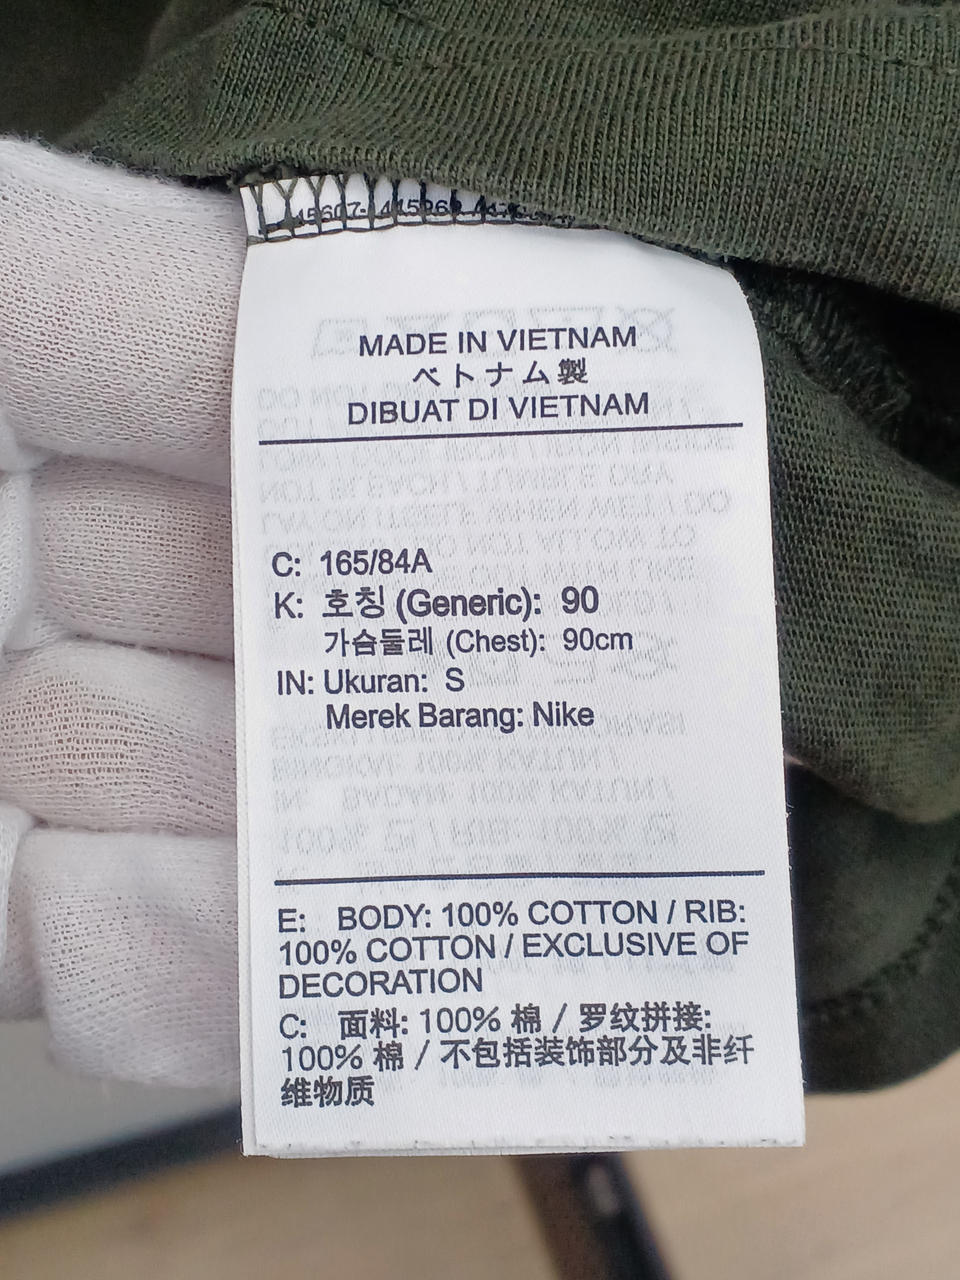 MADE IN VIETNAM
ベトナム製
DIBUAT DI VIETNAM
C: 165/84A
K: 호칭 (Generic): 90
가슴둘레 (Chest): 90cm
IN: Ukuran: S
Merek Barang: Nike
E: BODY: 100% COTTON / RIB:
100% COTTON / EXCLUSIVE OF
DECORATION
C: 面料: 100% 棉 / 罗纹拼接:
100% 棉 / 不包括装饰部分及非纤
维物质